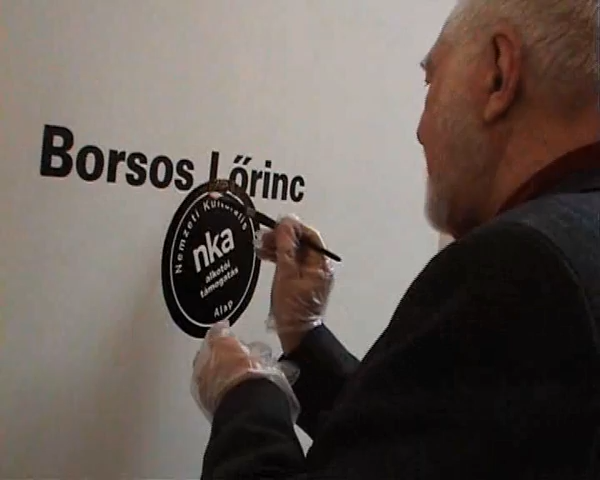 Borsos Lőrinc
Nemzeti Kulturális
nka
alkotói
támogatás
Alap